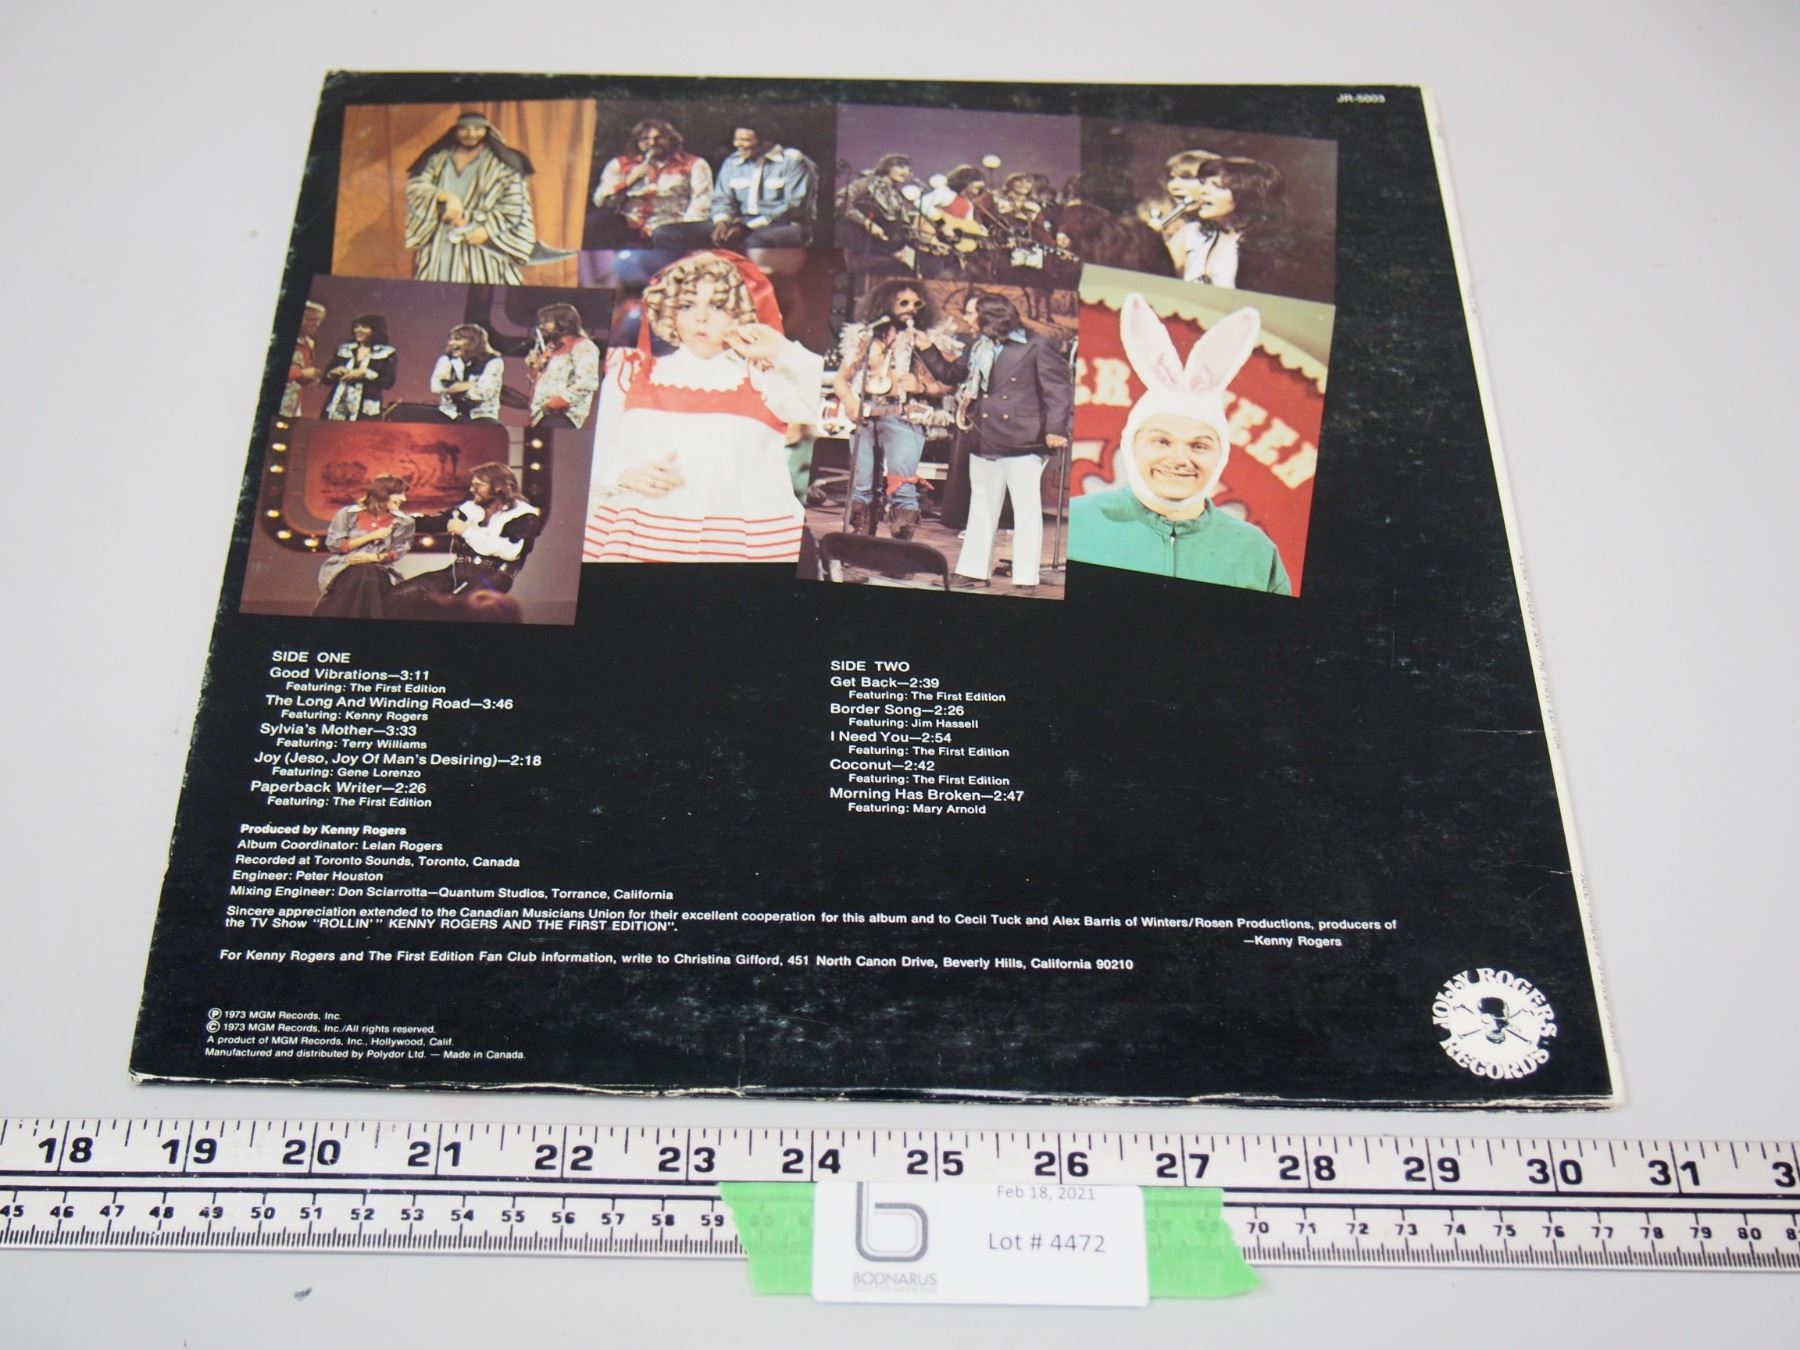 JR-5003
SIDE ONE
Good Vibrations—3:11
Featuring: The First Edition
The Long And Winding Road—3:46
Featuring: Kenny Rogers
Sylvia's Mother—3:33
Featuring: Terry Williams
Joy (Jeso, Joy Of Man's Desiring)—2:18
Featuring: Gene Lorenzo
Paperback Writer—2:26
Featuring: The First Edition
SIDE TWO
Get Back—2:39
Featuring: The First Edition
Border Song—2:26
Featuring: Jim Hassell
I Need You—2:54
Featuring: The First Edition
Coconut—2:42
Featuring: The First Edition
Morning Has Broken—2:47
Featuring: Mary Arnold
Produced by Kenny Rogers
Album Coordinator: Lelan Rogers
Recorded at Toronto Sounds, Toronto, Canada
Engineer: Peter Houston
Mixing Engineer: Don Sciarrotta—Quantum Studios, Torrance, California
Sincere appreciation extended to the Canadian Musicians Union for their excellent cooperation for this album and to Cecil Tuck and Alex Barris of Winters/Rosen Productions, producers of
the TV Show "ROLLIN'" KENNY ROGERS AND THE FIRST EDITION".
—Kenny Rogers
For Kenny Rogers and The First Edition Fan Club information, write to Christina Gifford, 451 North Canon Drive, Beverly Hills, California 90210
Ⓟ 1973 MGM Records, Inc.
© 1973 MGM Records, Inc./All rights reserved.
A product of MGM Records, Inc., Hollywood, Calif.
Manufactured and distributed by Polydor Ltd. — Made in Canada.
JOLLY ROGERS RECORDS
18 19 20 21 22 23 24 25 26 27 28 29 30 31
45 46 47 48 49 50 51 52 53 54 55 56 57 58 59 70 71 72 73 74 75 76 77 78 79 80
Feb 18, 2021
Lot # 4472
BODNARUS